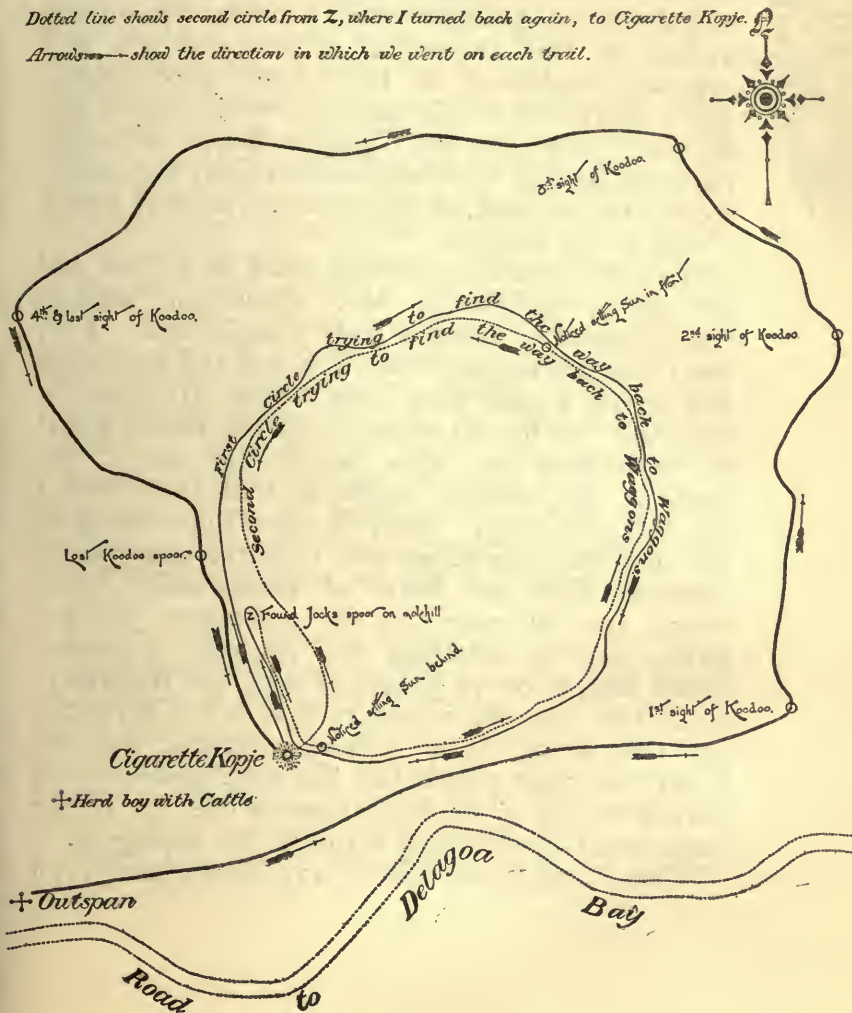 Dotted line shows second circle from Z, where I turned back again, to Cigarette Kopje.
N
Arrows show the direction in which we went on each trail.
3rd sight of Koodoo.
4th & last sight of Koodoo.
2nd sight of Koodoo.
First circle trying to find the way back to Waggons.
Second Circle trying to find the way back to Waggons
Noticed setting Sun in front
Lost Koodoo spoor.
Z Found Jocks spoor on molehill
Noticed setting Sun behind
1st sight of Koodoo.
Cigarette Kopje
Herd boy with Cattle
Outspan
Road to Delagoa Bay